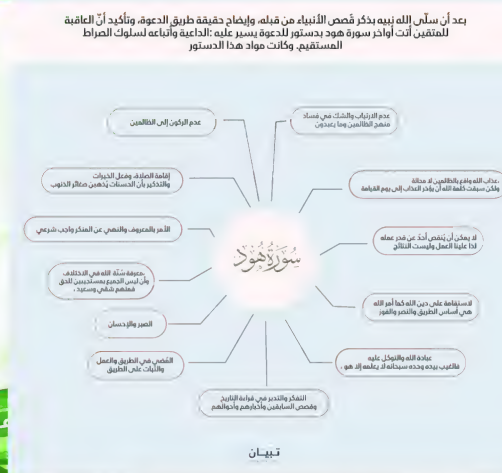 بعد أن سلّى الله نبيه بذكر قَصص الأنبياء من قبله، وإيضاح حقيقة طريق الدعوة، وتأكيد أنّ العاقبة
للمتقين أتت أواخر سورة هود بدستور للدعوة يسير عليه :الداعية وأتباعه لسلوك الصراط
المستقيم. وكانت مواد هذا الدستور
عدم الارتياب والشك في فساد
منهج الظالمين وما يعبدون
عدم الركون إلى الظالمين
.عذاب الله واقع بالظالمين لا محالة
ولكن سبقت كلمة الله أن يؤخر العذاب إلى يوم القيامة
إقامة الصلاة، وفعل الخيرات
والتذكير بأن الحسنات يُذهبن صغائر الذنوب
لا يمكن أن يُنقص أحدٌ من قدر عمله
لذا علينا العمل وليست النتائج
الأمر بالمعروف والنهي عن المنكر واجب شرعي
سُورَةُ هُود
.معرفة سُنّة الله في الاختلاف
وأن ليس الجميع بمستجيبين للحق
فمنهم شقي وسعيد .
لاستقامة على دين الله كما أمر الله
هي أساس الطريق والنصر والفوز
الصبر والإحسان
عبادة الله والتوكل عليه
فالغيب بيده وحده سبحانه لا يعلمه إلا هو .
المُضي في الطريق والعمل
والثبات على الطريق
التفكر والتدبر في قراءة التاريخ
وقصص السابقين وأخبارهم وأحوالهم
تبيان